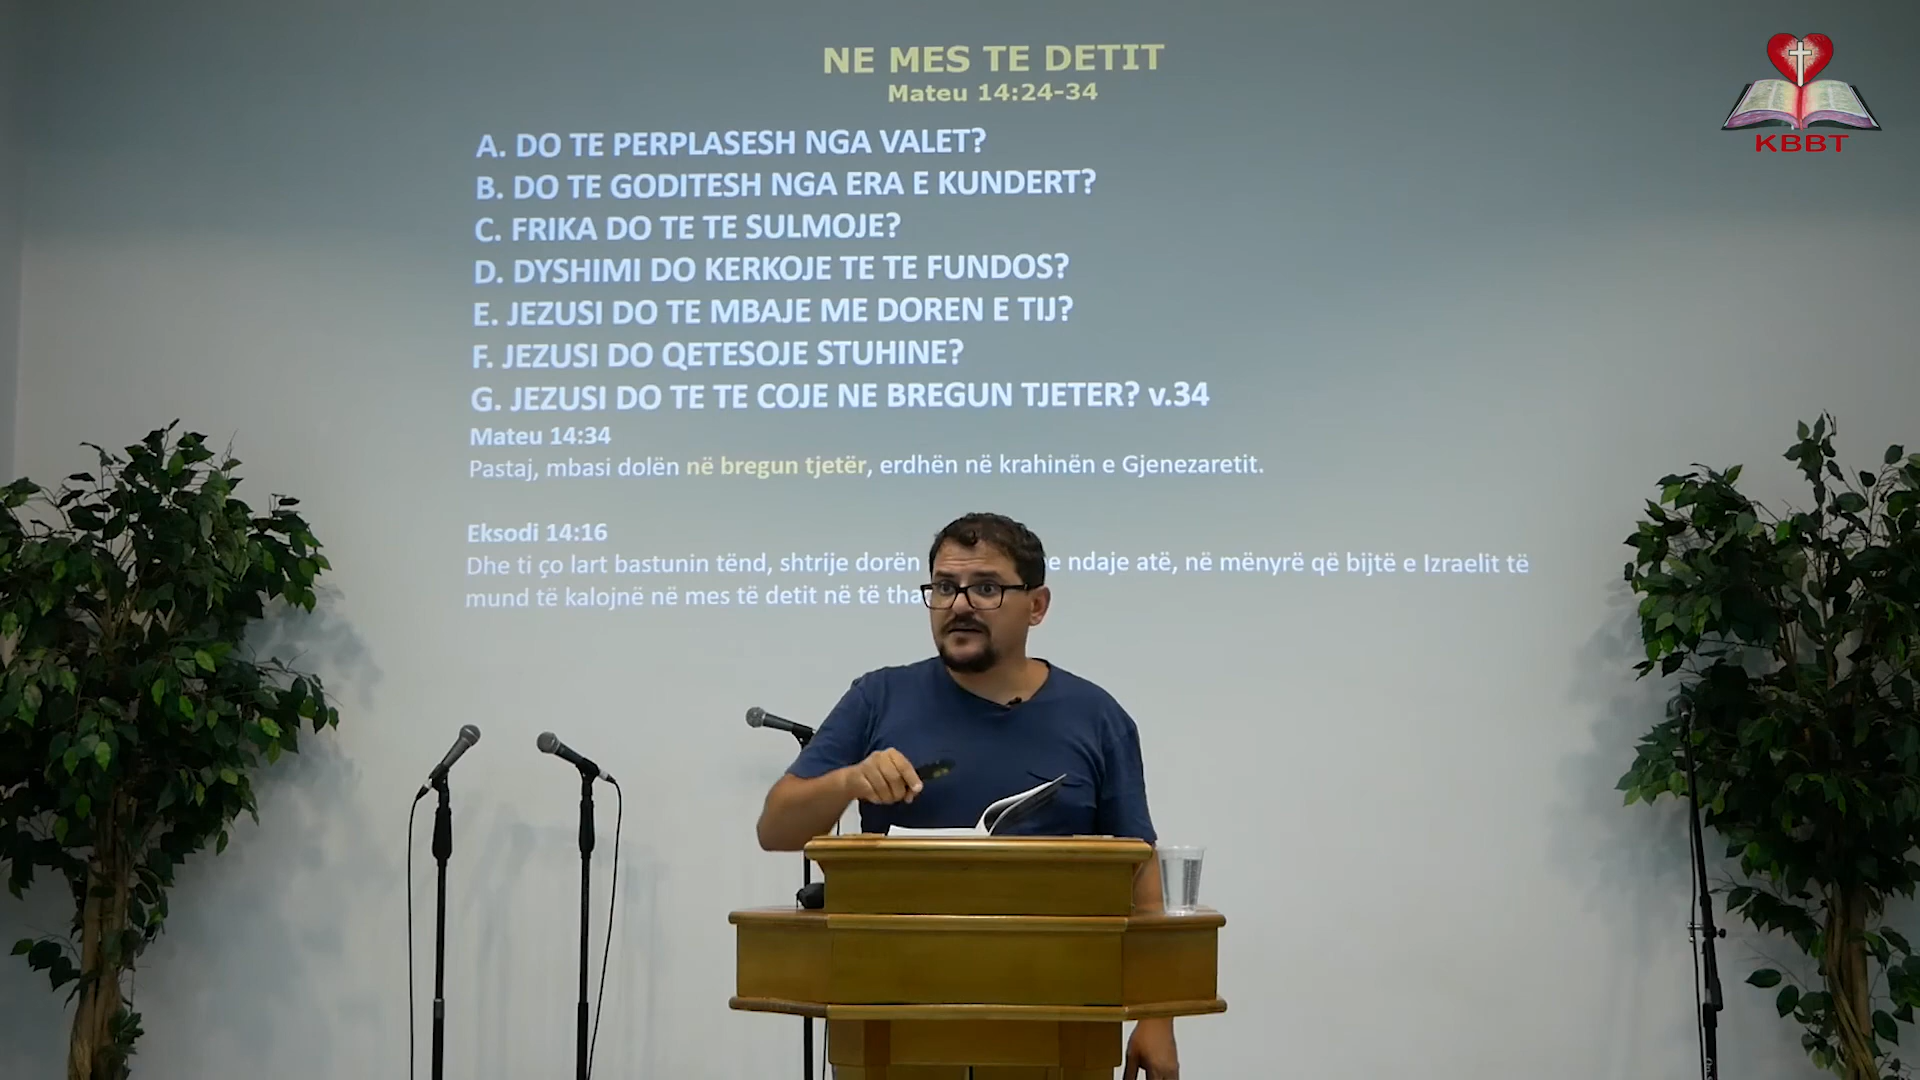 NE MES TE DETIT
Mateu 14:24-34
A. DO TE PERPLASESH NGA VALET?
B. DO TE GODITESH NGA ERA E KUNDERT?
C. FRIKA DO TE TE SULMOJE?
D. DYSHIMI DO KERKOJE TE TE FUNDOS?
E. JEZUSI DO TE MBAJE ME DOREN E TIJ?
F. JEZUSI DO QETESOJE STUHINE?
G. JEZUSI DO TE TE COJE NE BREGUN TJETER? v.34
Mateu 14:34
Pastaj, mbasi dolën në bregun tjetër, erdhën në krahinën e Gjenezaretit.
Eksodi 14:16
Dhe ti ço lart bastunin tënd, shtrije dorën ndaje atë, në mënyrë që bijtë e Izraelit të
mund të kalojnë në mes të detit në të
KBBT